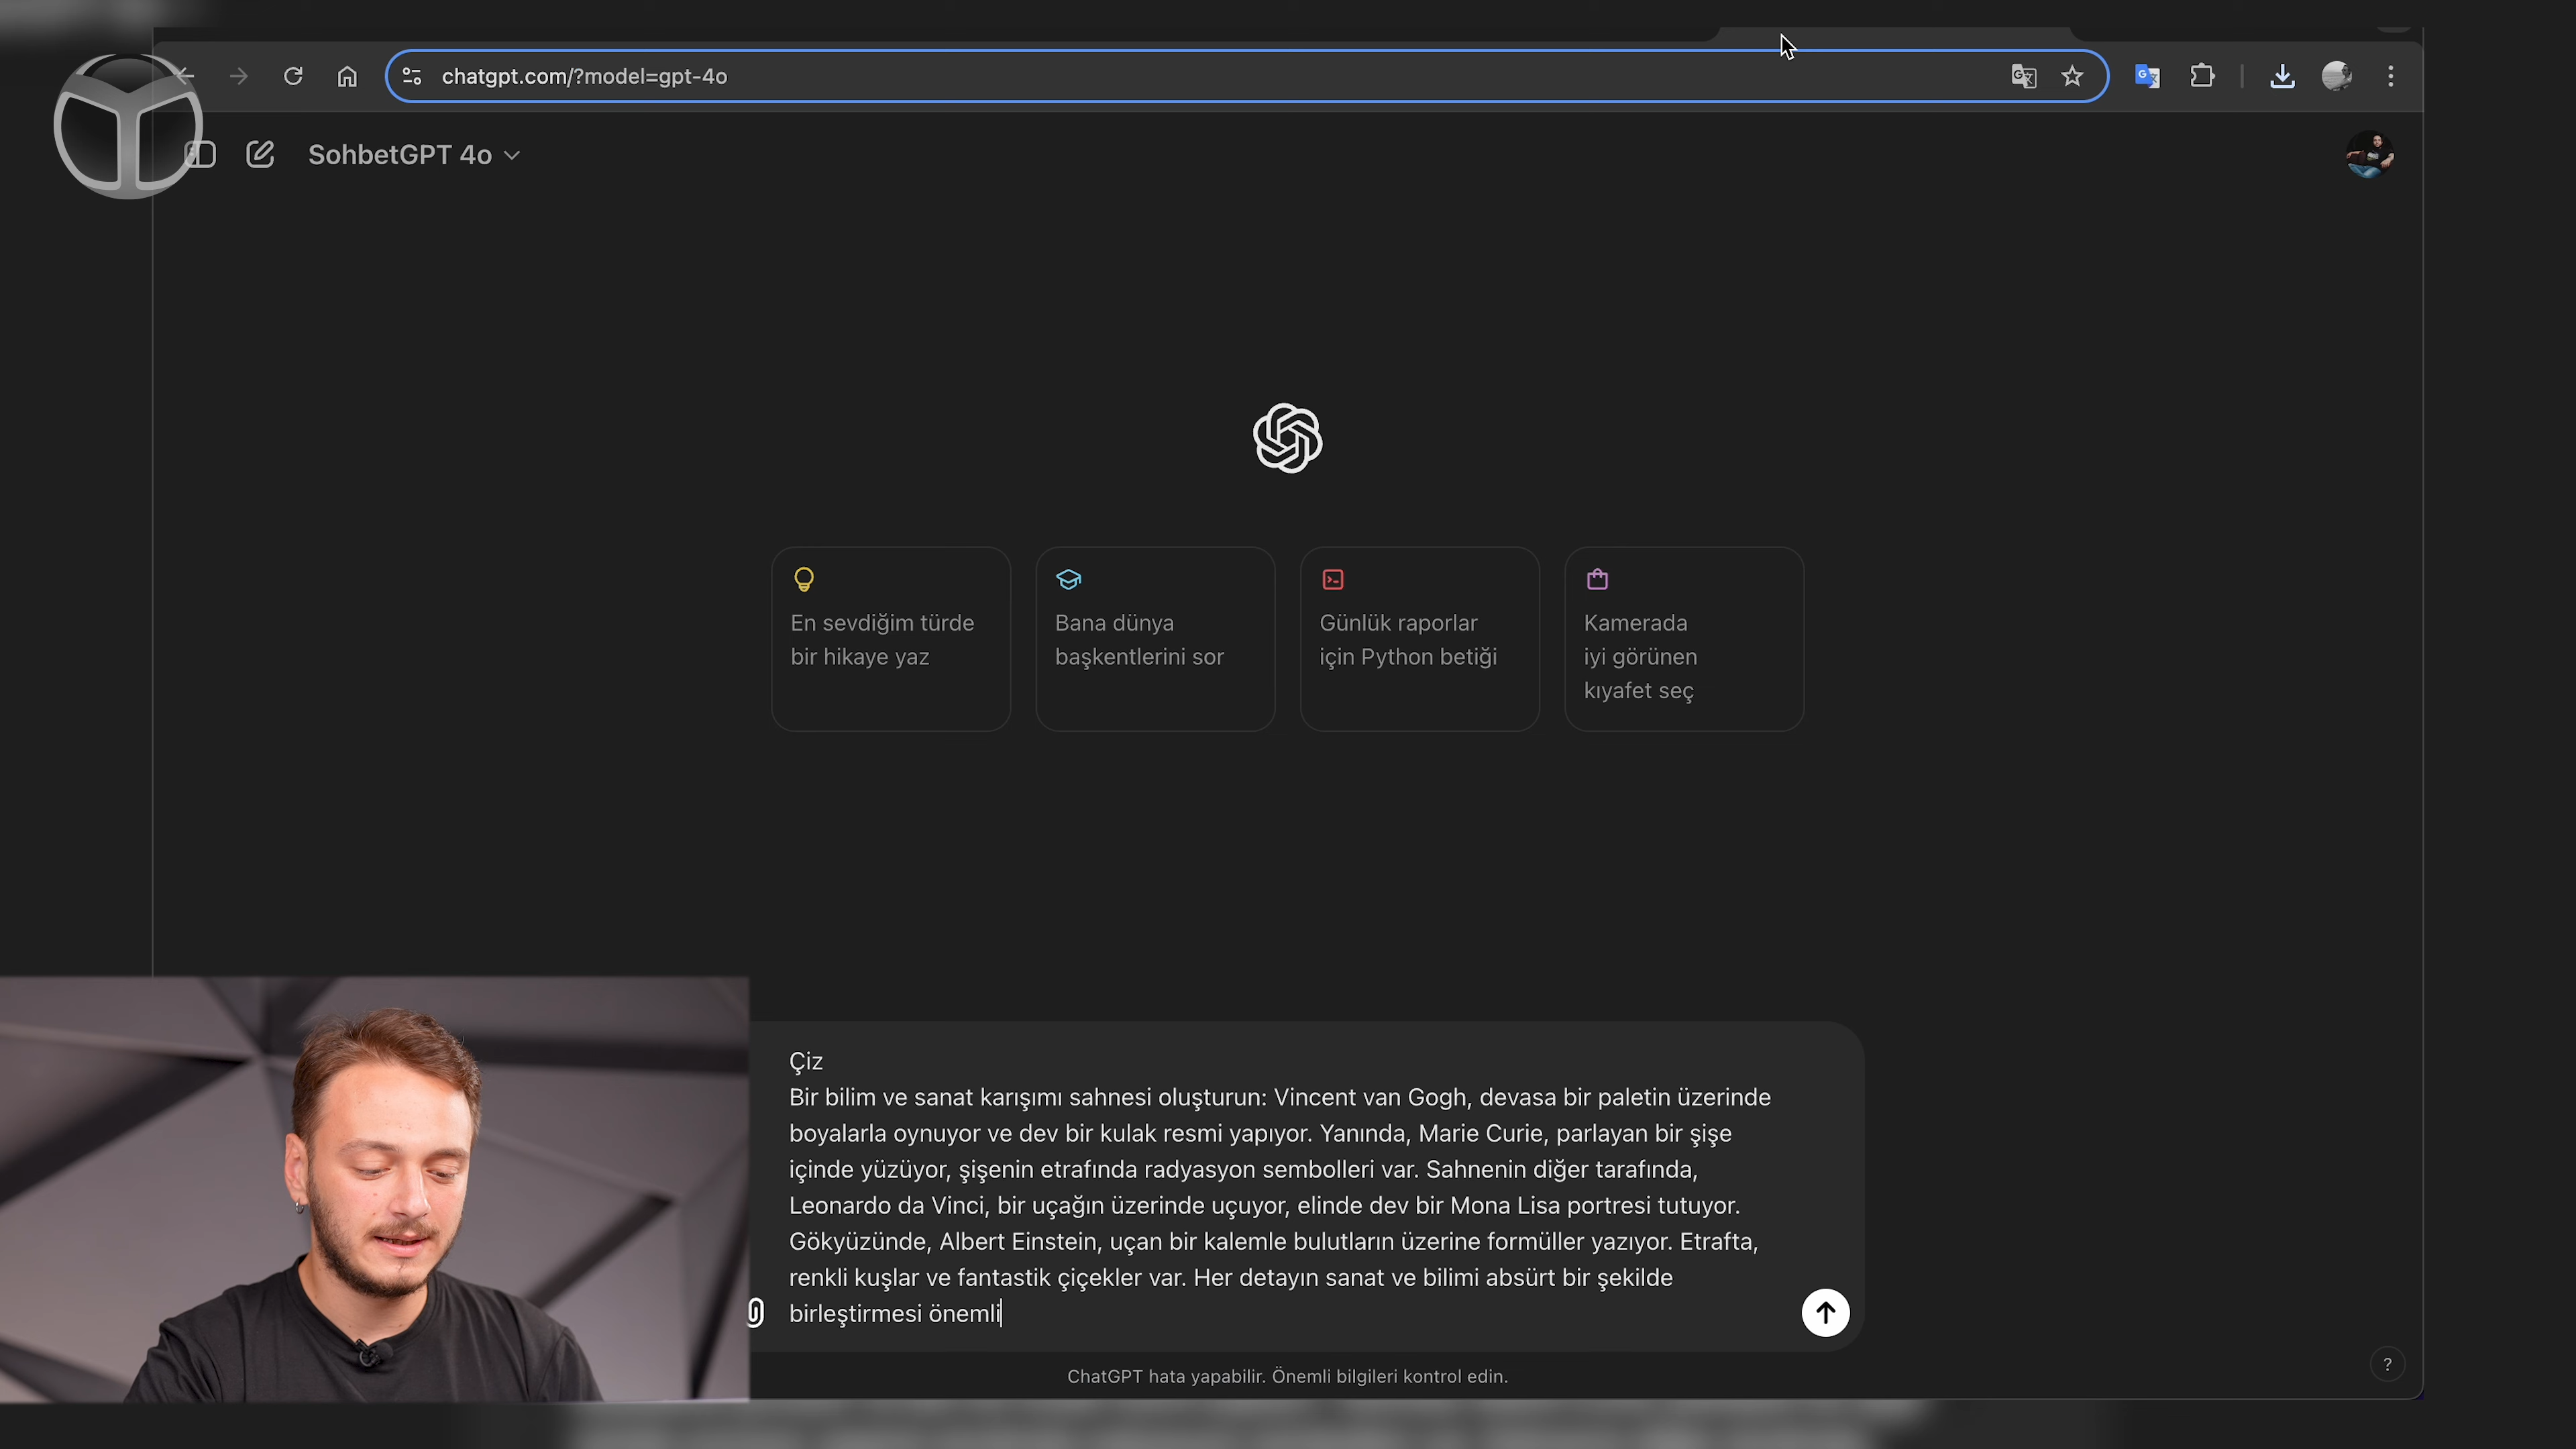 chatgpt.com/?model=gpt-4o
SohbetGPT 4o
En sevdiğim türde
bir hikaye yaz
Bana dünya
başkentlerini sor
Günlük raporlar
için Python betiği
Kamerada
iyi görünen
kıyafet seç
Çiz
Bir bilim ve sanat karışımı sahnesi oluşturun: Vincent van Gogh, devasa bir paletin üzerinde
boyalarla oynuyor ve dev bir kulak resmi yapıyor. Yanında, Marie Curie, parlayan bir şişe
içinde yüzüyor, şişenin etrafında radyasyon sembolleri var. Sahnenin diğer tarafında,
Leonardo da Vinci, bir uçağın üzerinde uçuyor, elinde dev bir Mona Lisa portresi tutuyor.
Gökyüzünde, Albert Einstein, uçan bir kalemle bulutların üzerine formüller yazıyor. Etrafta,
renkli kuşlar ve fantastik çiçekler var. Her detayın sanat ve bilimi absürt bir şekilde
birleştirmesi önemli
ChatGPT hata yapabilir. Önemli bilgileri kontrol edin.
?